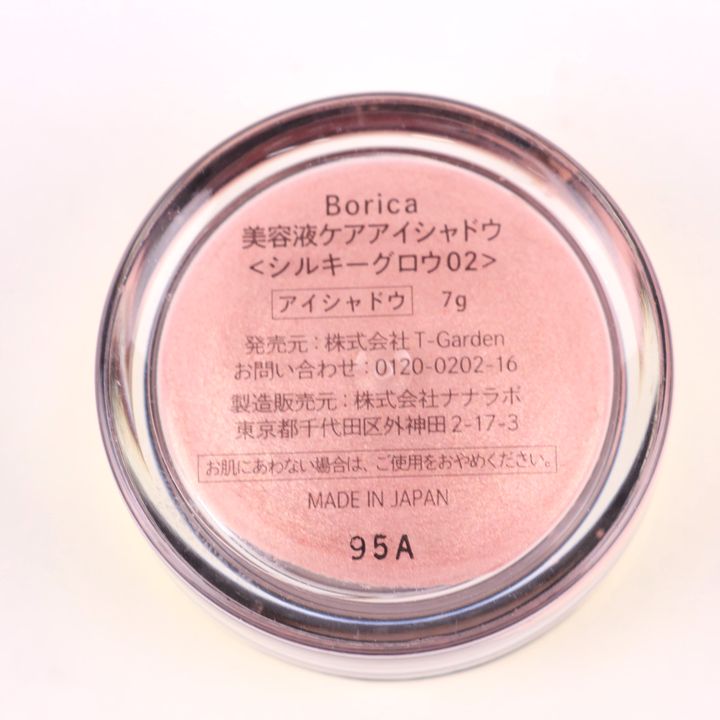 Borica
美容液ケアアイシャドウ
<シルキーグロウ02>
アイシャドウ 7g
発売元：株式会社T-Garden
お問い合わせ：0120-0202-16
製造販売元：株式会社ナナラボ
東京都千代田区外神田2-17-3
お肌にあわない場合は、ご使用をおやめください。
MADE IN JAPAN
95A